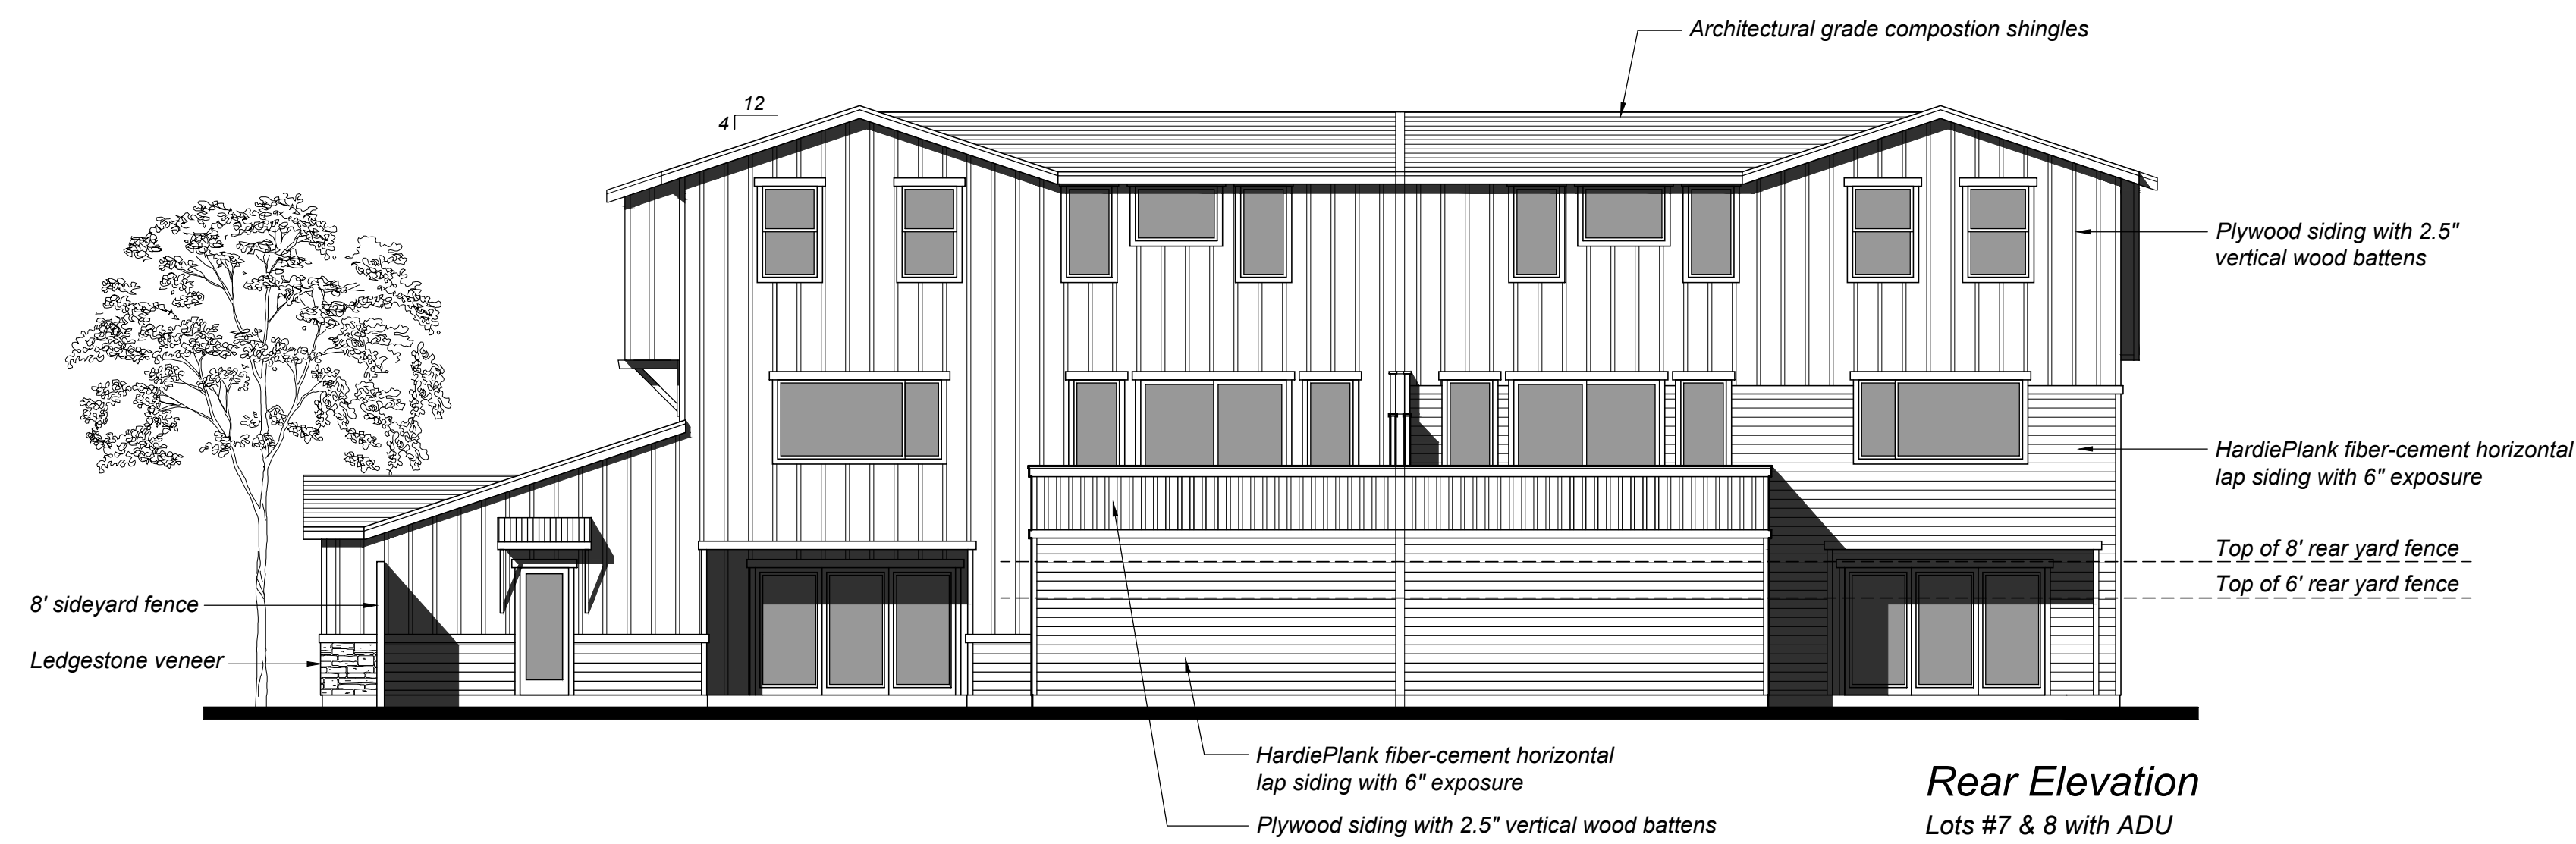 Architectural grade compostion shingles
12
4
Plywood siding with 2.5"
vertical wood battens
HardiePlank fiber-cement horizontal
lap siding with 6" exposure
Top of 8' rear yard fence
Top of 6' rear yard fence
8' sideyard fence
Ledgestone veneer
HardiePlank fiber-cement horizontal
lap siding with 6" exposure
Plywood siding with 2.5" vertical wood battens
Rear Elevation
Lots #7 & 8 with ADU